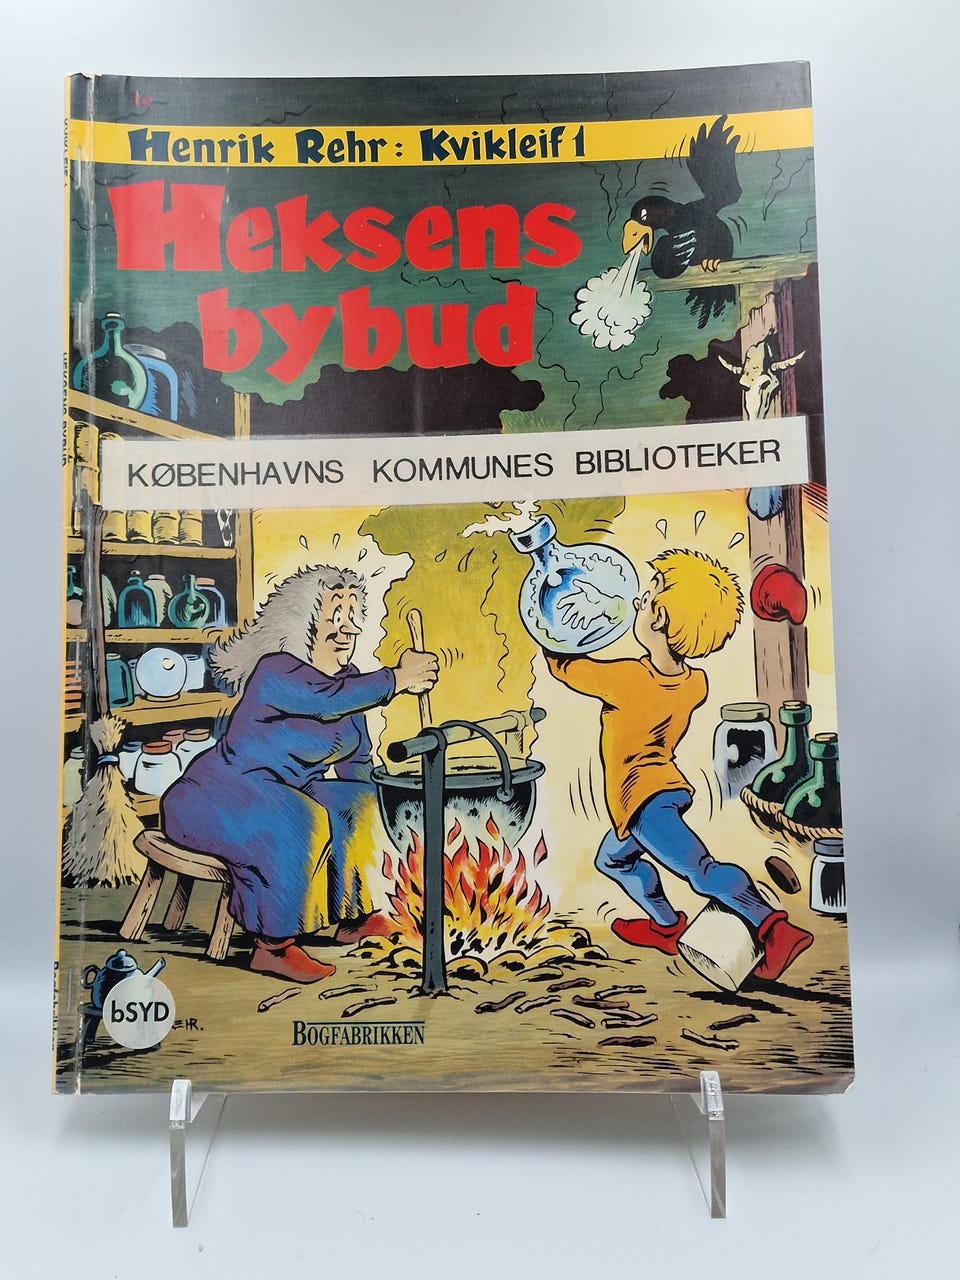 Henrik Rehr: Kvikleif 1
Heksens
bybud
KØBENHAVNS KOMMUNES BIBLIOTEKER
bSYD
BOGFABRIKKEN